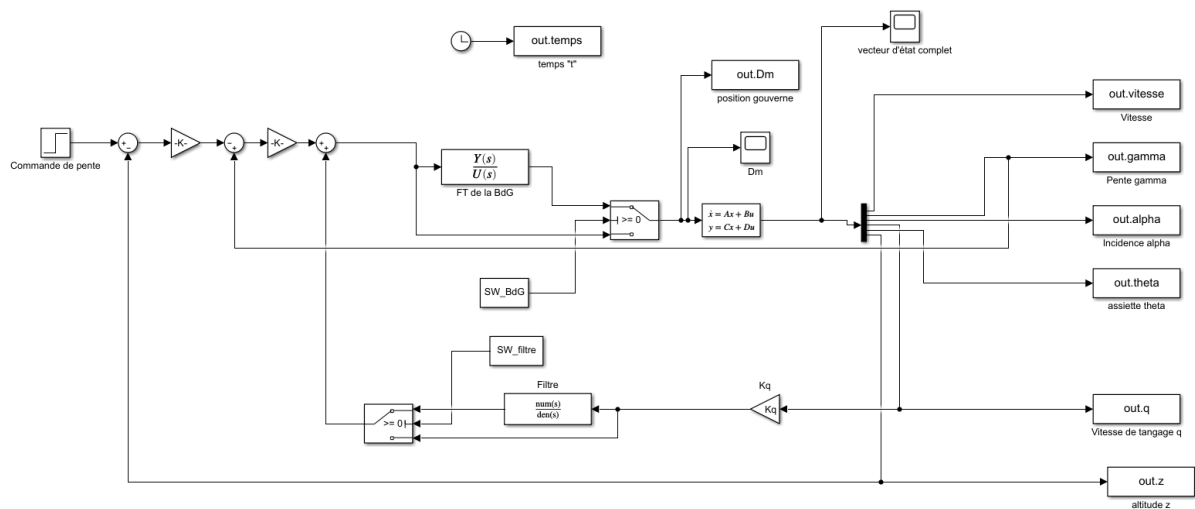 out.temps
temps "t"
vecteur d'état complet
out.Dm
position gouverne
out.vitesse
Vitesse
Commande de pente
+
−
-K-
−
+
-K-
+
+
Y(s)
U(s)
FT de la BdG
Dm
out.gamma
Pente gamma
>= 0
ẋ = Ax + Bu
y = Cx + Du
out.alpha
Incidence alpha
SW_BdG
out.theta
assiette theta
SW_filtre
Filtre
num(s)
den(s)
>= 0
Kq
Kq
out.q
Vitesse de tangage q
out.z
altitude z